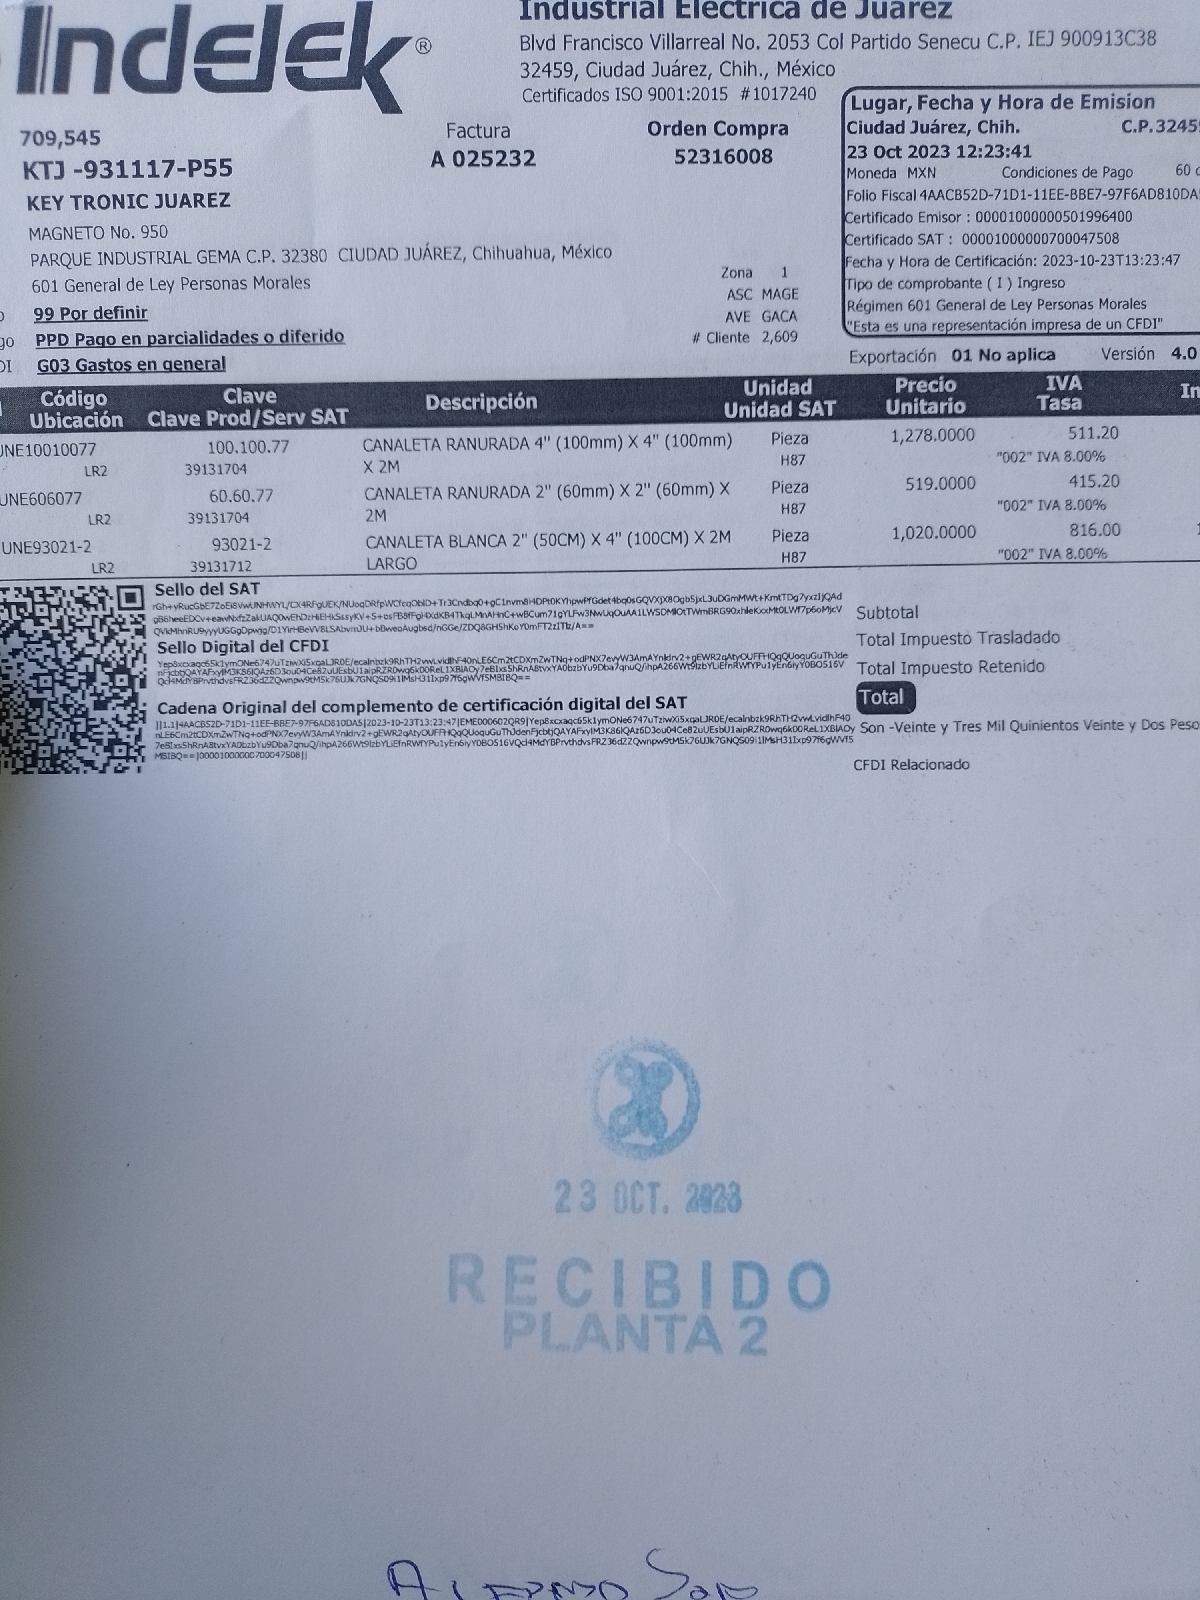 Indelek®
Industrial Electrica de Juarez
Blvd Francisco Villarreal No. 2053 Col Partido Senecu C.P. IEJ 900913C38
32459, Ciudad Juárez, Chih., México
Certificados ISO 9001:2015 #1017240
709,545
KTJ -931117-P55
KEY TRONIC JUAREZ
MAGNETO No. 950
PARQUE INDUSTRIAL GEMA C.P. 32380 CIUDAD JUÁREZ, Chihuahua, México
601 General de Ley Personas Morales
99 Por definir
PPD Pago en parcialidades o diferido
G03 Gastos en general
Factura
A 025232
Orden Compra
52316008
Zona 1
ASC MAGE
AVE GACA
# Cliente 2,609
Lugar, Fecha y Hora de Emision
Ciudad Juárez, Chih. C.P.3245
23 Oct 2023 12:23:41
Moneda MXN Condiciones de Pago 60
Folio Fiscal 4AACB52D-71D1-11EE-BBE7-97F6AD810DA
Certificado Emisor : 00001000000501996400
Certificado SAT : 00001000000700047508
Fecha y Hora de Certificación: 2023-10-23T13:23:47
Tipo de comprobante ( I ) Ingreso
Régimen 601 General de Ley Personas Morales
"Esta es una representación impresa de un CFDI"
Exportación 01 No aplica Versión 4.0
Código Clave Descripción Unidad Precio IVA
Ubicación Clave Prod/Serv SAT Unidad SAT Unitario Tasa
UNE10010077 100.100.77 CANALETA RANURADA 4" (100mm) X 4" (100mm) Pieza 1,278.0000 511.20
LR2 39131704 X 2M H87 "002" IVA 8.00%
UNE606077 60.60.77 CANALETA RANURADA 2" (60mm) X 2" (60mm) X Pieza 519.0000 415.20
LR2 39131704 2M H87 "002" IVA 8.00%
UNE93021-2 93021-2 CANALETA BLANCA 2" (50CM) X 4" (100CM) X 2M Pieza 1,020.0000 816.00
LR2 39131712 LARGO H87 "002" IVA 8.00%
Sello del SAT
Sello Digital del CFDI
Cadena Original del complemento de certificación digital del SAT
Subtotal
Total Impuesto Trasladado
Total Impuesto Retenido
Total
Son -Veinte y Tres Mil Quinientos Veinte y Dos Peso
CFDI Relacionado
23 OCT. 2023
RECIBIDO
PLANTA 2